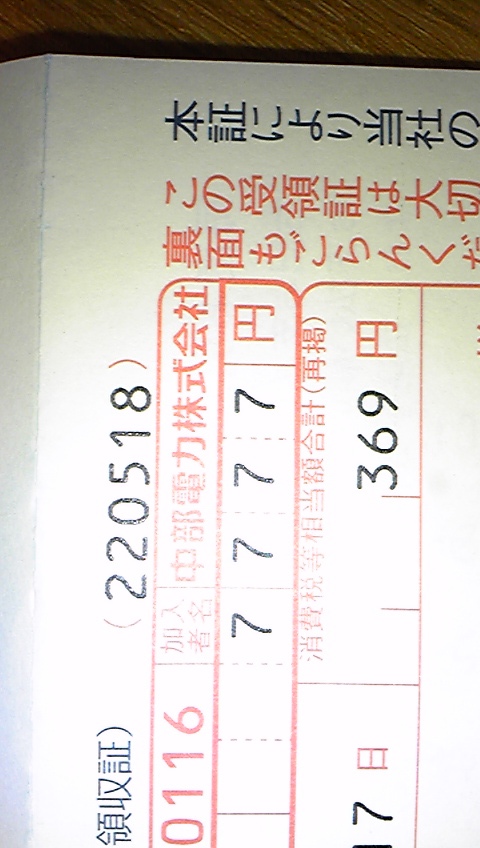 領収証)
(220518)
0116
加入者名
中部電力株式会社
7777円
消費税等相当額合計(再掲)
369円
7日
この受領証は大切
裏面もごらんくだ
本証により当社の